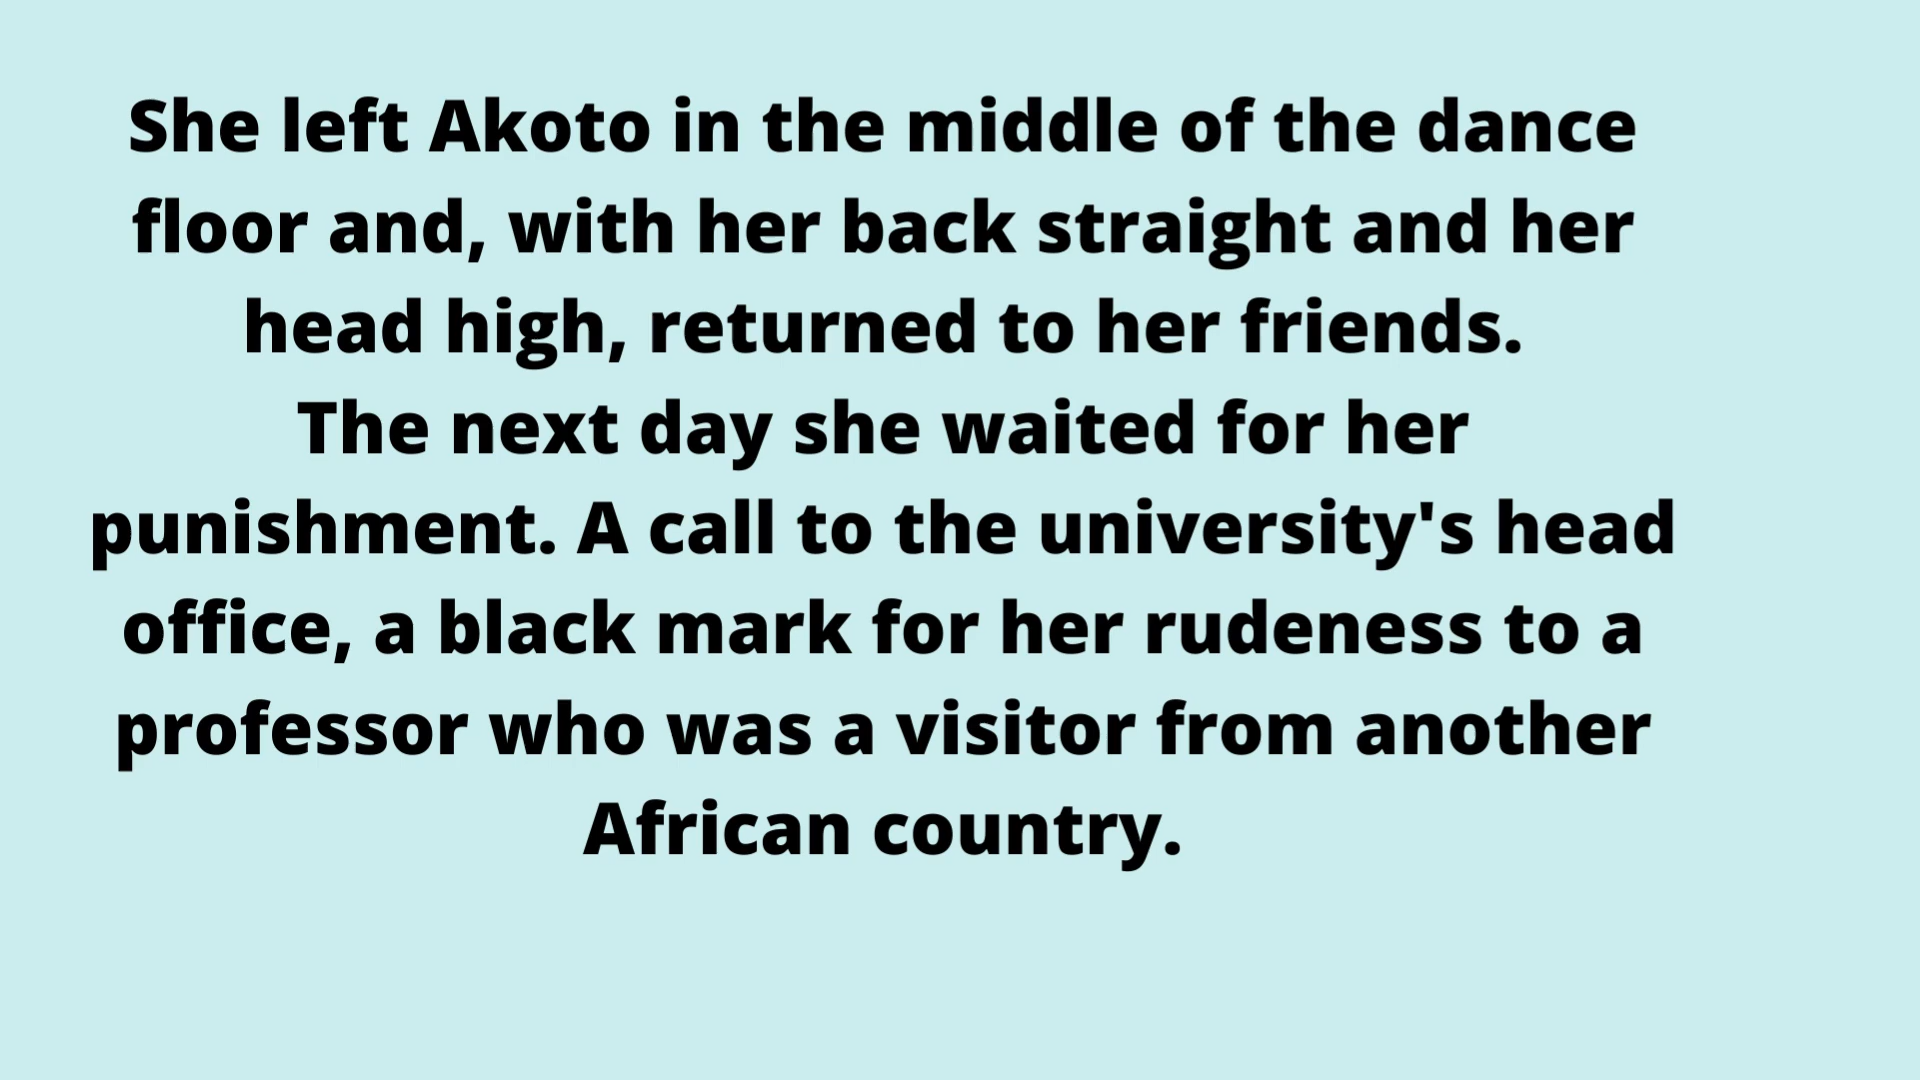 She left Akoto in the middle of the dance
floor and, with her back straight and her
head high, returned to her friends.
The next day she waited for her
punishment. A call to the university's head
office, a black mark for her rudeness to a
professor who was a visitor from another
African country.